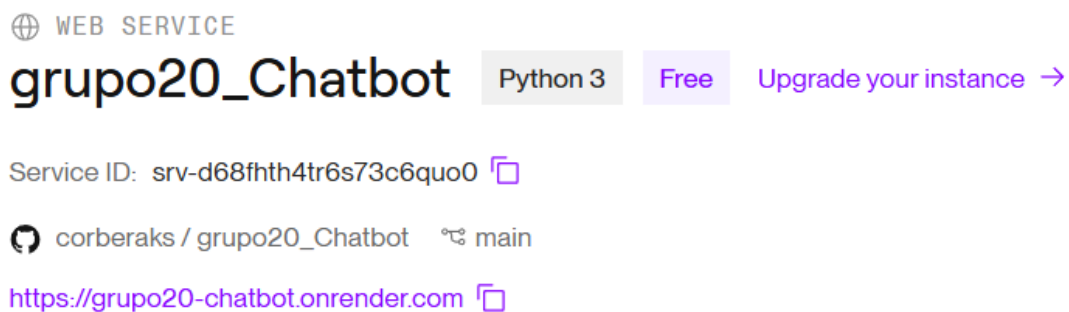 WEB SERVICE
grupo20_Chatbot Python 3 Free Upgrade your instance →
Service ID: srv-d68fhth4tr6s73c6quo0
corberaks / grupo20_Chatbot main
https://grupo20-chatbot.onrender.com